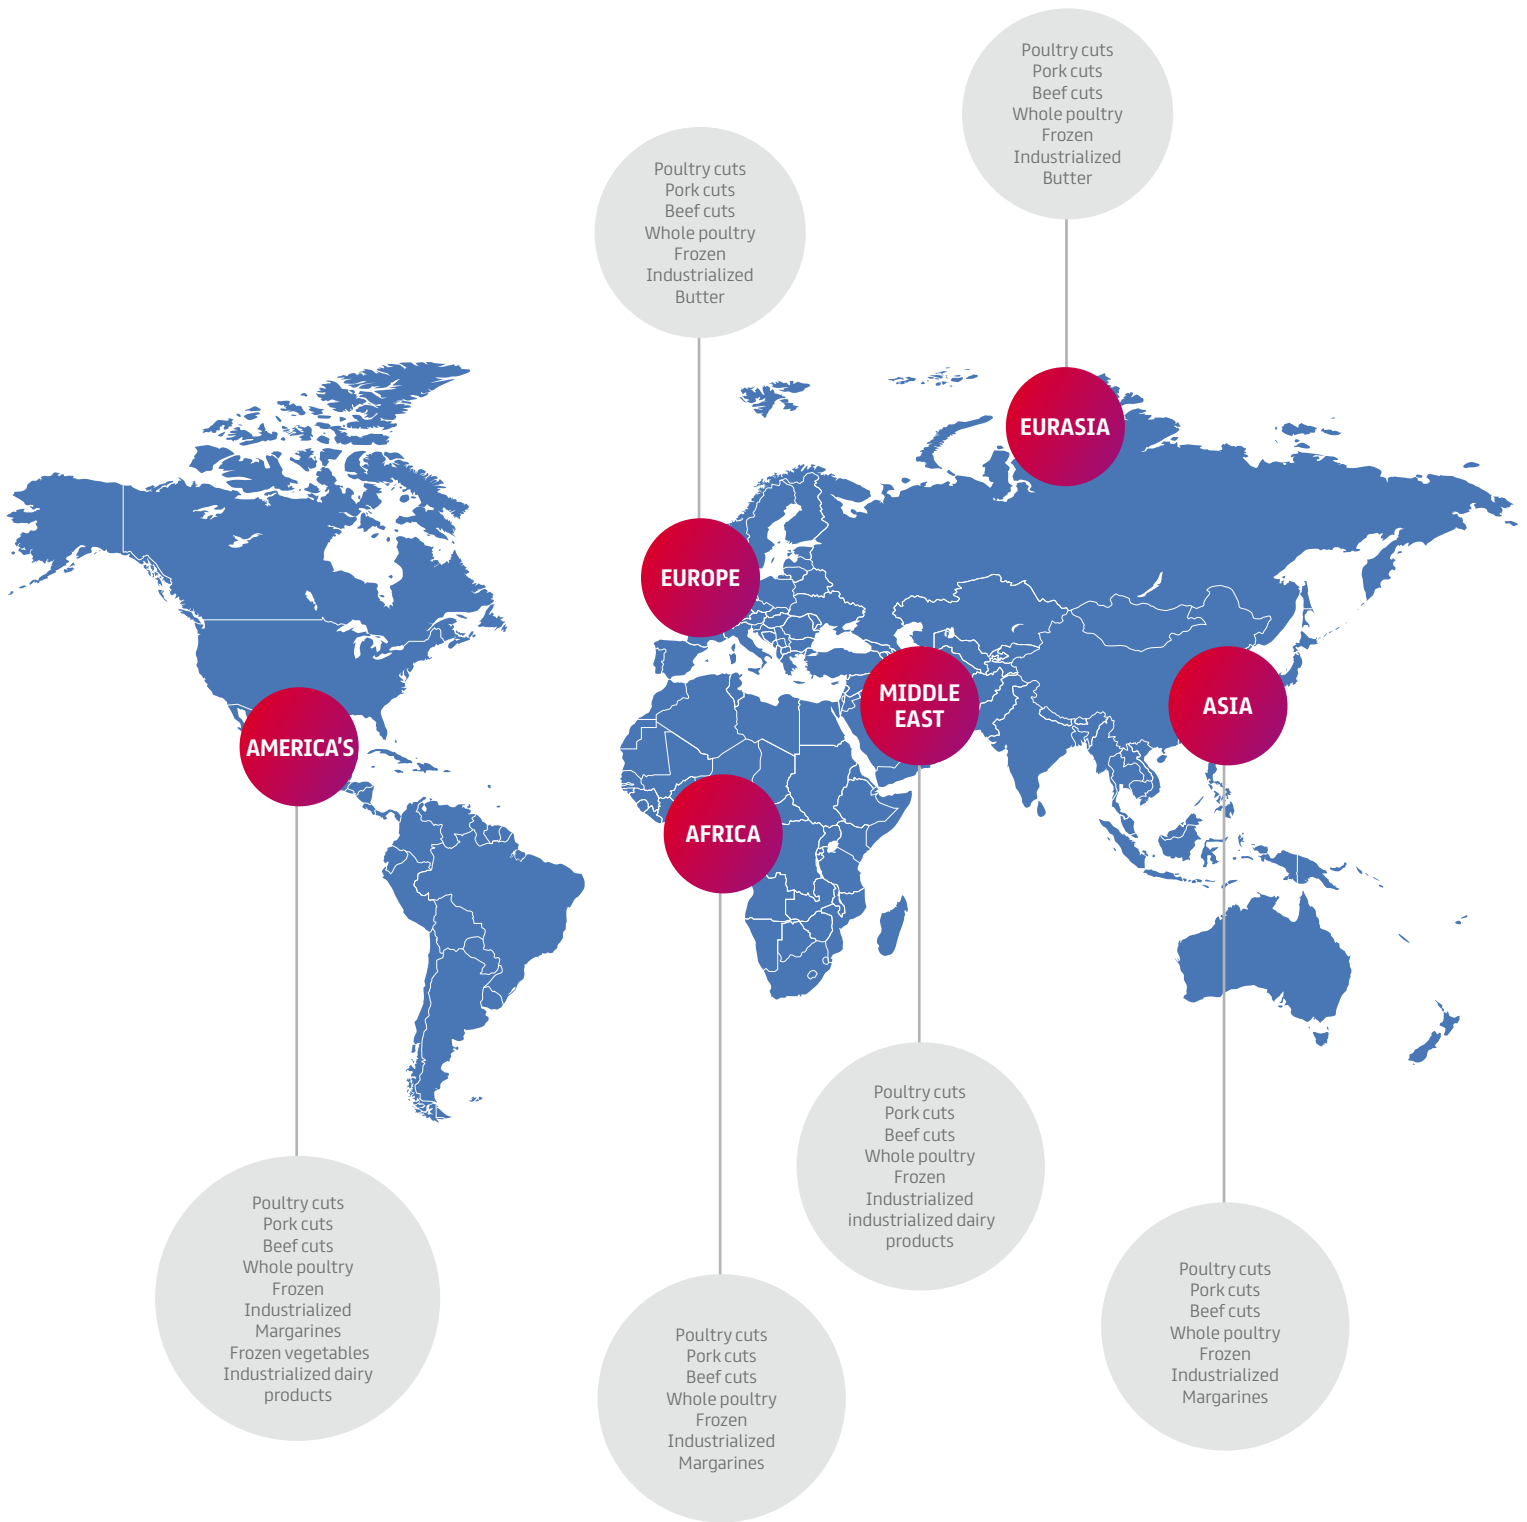 Poultry cuts
Pork cuts
Beef cuts
Whole poultry
Frozen
Industrialized
Butter
Poultry cuts
Pork cuts
Beef cuts
Whole poultry
Frozen
Industrialized
Butter
EURASIA
EUROPE
MIDDLE
EAST
ASIA
AMERICA'S
AFRICA
Poultry cuts
Pork cuts
Beef cuts
Whole poultry
Frozen
Industrialized
industrialized dairy
products
Poultry cuts
Pork cuts
Beef cuts
Whole poultry
Frozen
Industrialized
Margarines
Frozen vegetables
Industrialized dairy
products
Poultry cuts
Pork cuts
Beef cuts
Whole poultry
Frozen
Industrialized
Margarines
Poultry cuts
Pork cuts
Beef cuts
Whole poultry
Frozen
Industrialized
Margarines